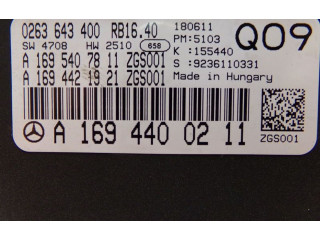 0263 643 400 RB16,40 180611 Q09
SW 4708 HW 2510 658 PM:5103
A 169 540 78 11 ZGS001 K :155440
A 169 442 19 21 ZGS001 S :9236110331
Made in Hungary
A 169 440 02 11
ZGS001